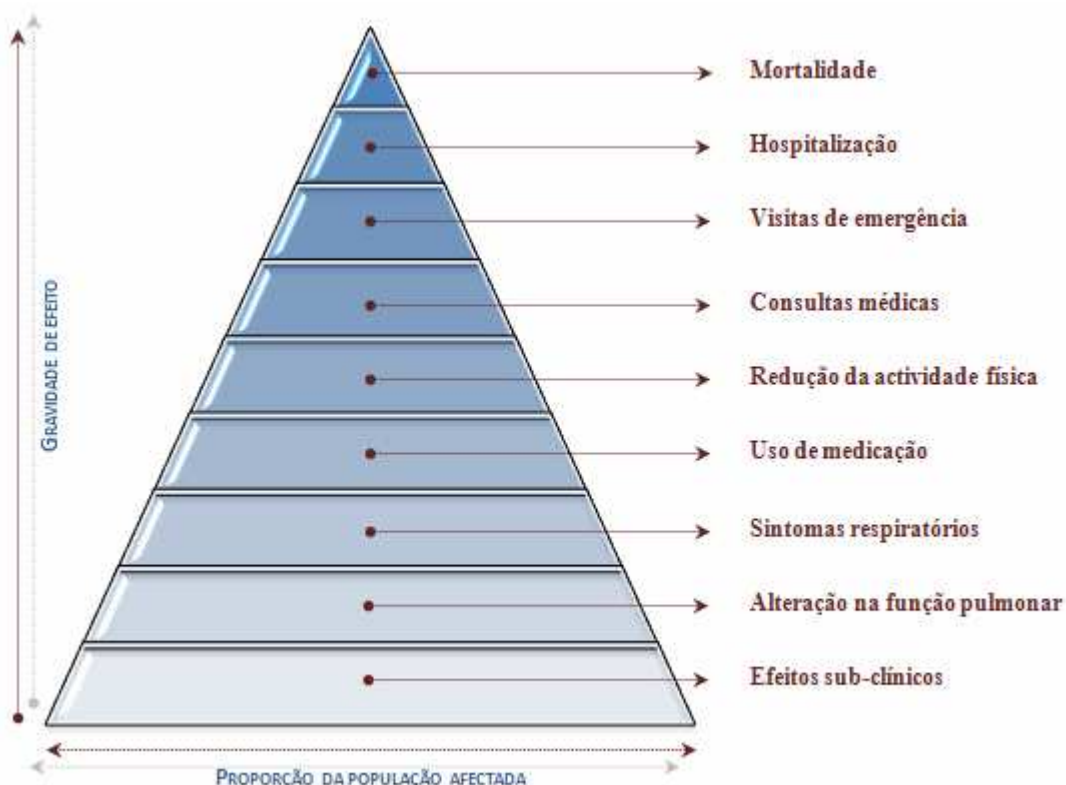 Mortalidade
Hospitalização
Visitas de emergência
Consultas médicas
Redução da actividade física
Uso de medicação
Sintomas respiratórios
Alteração na função pulmonar
Efeitos sub-clínicos
GRAVIDADE DE EFEITO
PROPORÇÃO DA POPULAÇÃO AFECTADA